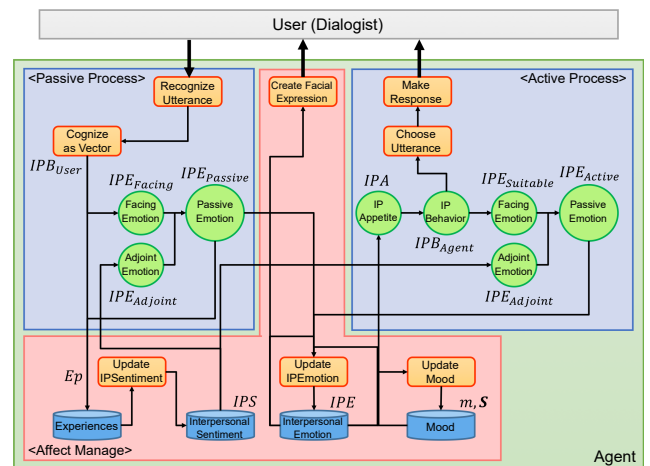 User (Dialogist)
<Passive Process>
Recognize
Utterance
Cognize
as Vector
IPB_User
IPE_Facing
IPE_Passive
Facing
Emotion
Passive
Emotion
Adjoint
Emotion
IPE_Adjoint
Create Facial
Expression
<Active Process>
Make
Response
Choose
Utterance
IPA
IPE_Suitable
IPE_Active
IP
Appetite
IP
Behavior
Facing
Emotion
Passive
Emotion
IPB_Agent
Adjoint
Emotion
IPE_Adjoint
Ep
Update
IPSentiment
IPS
Update
IPEmotion
IPE
Update
Mood
m, S
Experiences
Interpersonal
Sentiment
Interpersonal
Emotion
Mood
<Affect Manage>
Agent